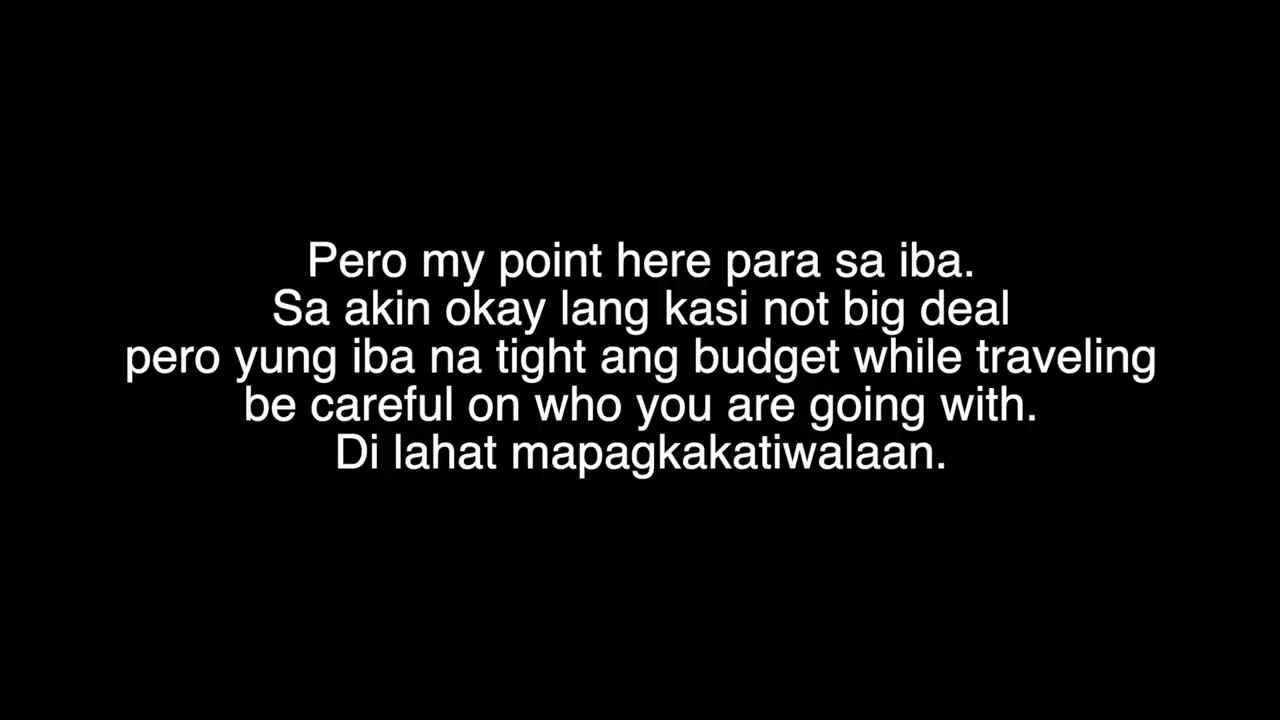 Pero my point here para sa iba.
Sa akin okay lang kasi not big deal
pero yung iba na tight ang budget while traveling
be careful on who you are going with.
Di lahat mapagkakatiwalaan.